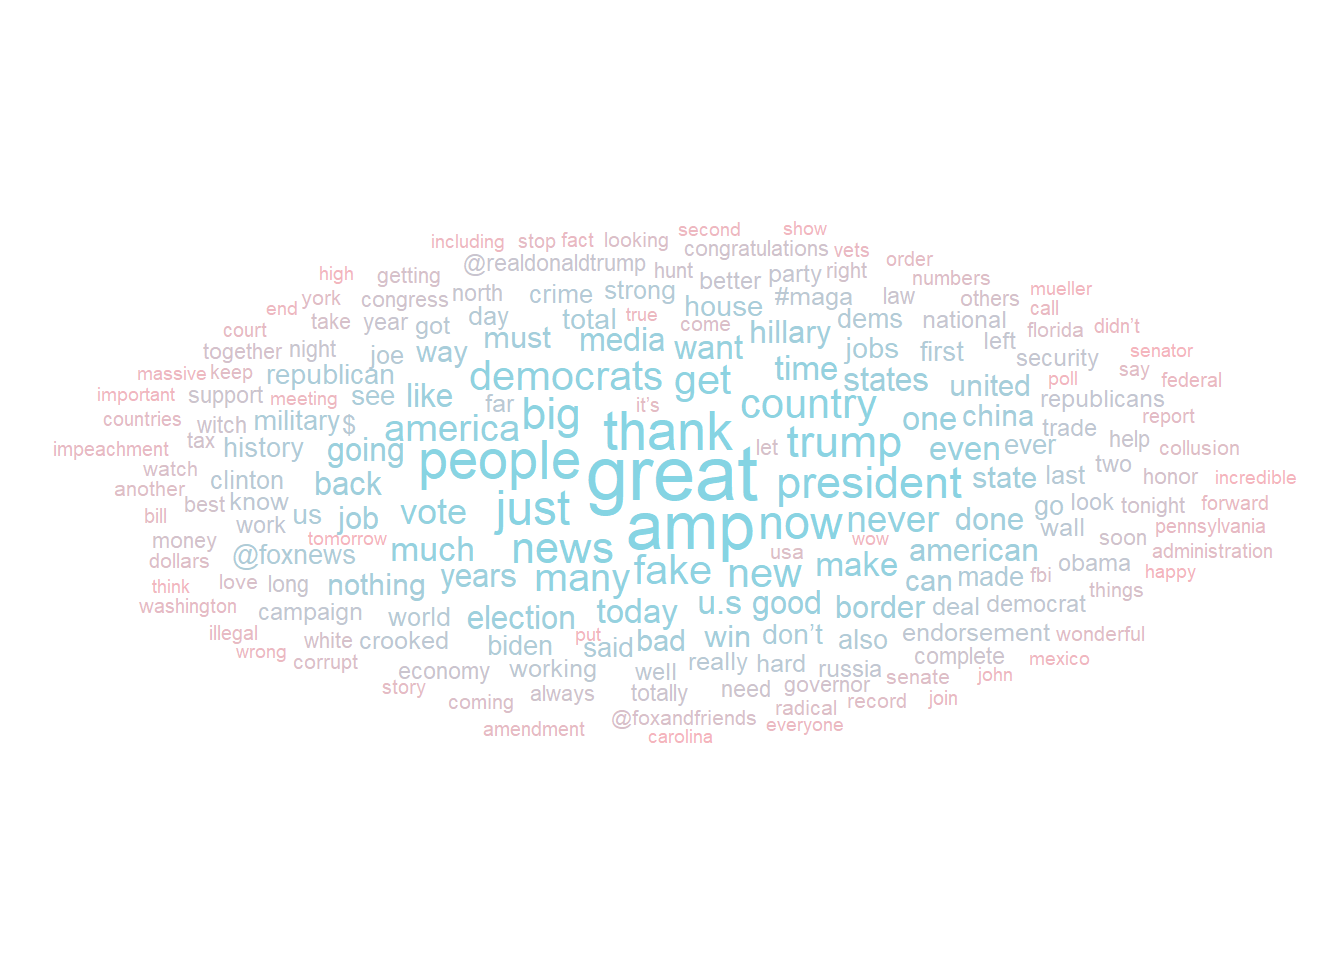 second show
including stop fact looking congratulations vets
@realdonaldtrump hunt better party right order
high getting numbers
york congress north crime strong house #maga law others mueller
end take year got day total true come hillary dems national left florida call didn’t
court together night joe way must media want jobs first security senator
massive keep republican democrats get time states united poll say federal
important support meeting see like far big it’s country one china republicans
countries witch military $ america thank trump trade report
impeachment tax history going people great let president even ever help collusion
watch clinton back state last two honor incredible
another best know us job vote just amp now never done go look tonight forward
bill work much news usa wow american wall soon pennsylvania
money tomorrow administration
dollars @foxnews many fake new make can made fbi obama happy
think love long nothing years things
washington campaign world election today u.s good border deal democrat
illegal white crooked biden put said bad win don’t also endorsement wonderful
wrong corrupt economy working well really hard russia complete mexico
story coming always totally need governor senate john
amendment @foxandfriends radical record join
carolina everyone